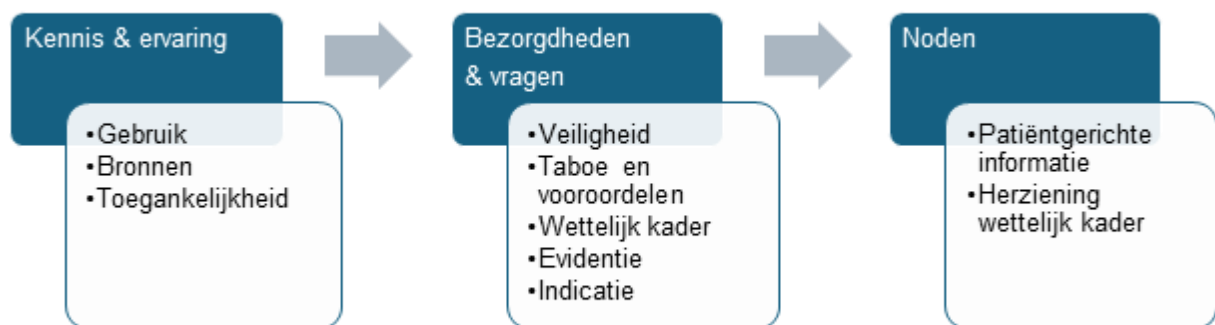 Kennis & ervaring
•Gebruik
•Bronnen
•Toegankelijkheid
Bezorgdheden
& vragen
•Veiligheid
•Taboe en
vooroordelen
•Wettelijk kader
•Evidentie
•Indicatie
Noden
•Patiëntgerichte
informatie
•Herziening
wettelijk kader